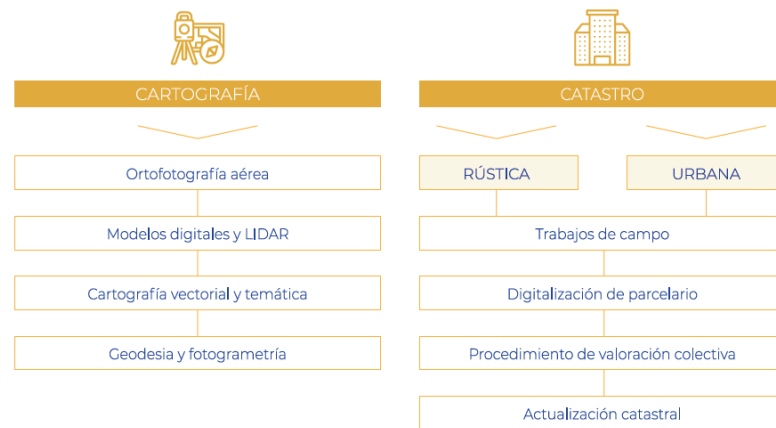 CARTOGRAFÍA
Ortofotografía aérea
Modelos digitales y LIDAR
Cartografía vectorial y temática
Geodesia y fotogrametría
CATASTRO
RÚSTICA
URBANA
Trabajos de campo
Digitalización de parcelario
Procedimiento de valoración colectiva
Actualización catastral